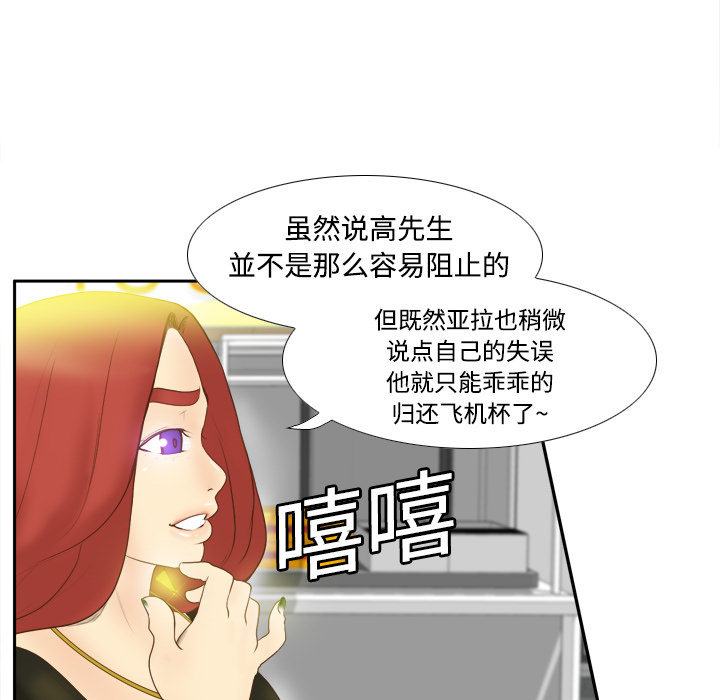 虽然说高先生
並不是那么容易阻止的
但既然亚拉也稍微
说点自己的失误
他就只能乖乖的
归还飞机杯了~
嘻嘻